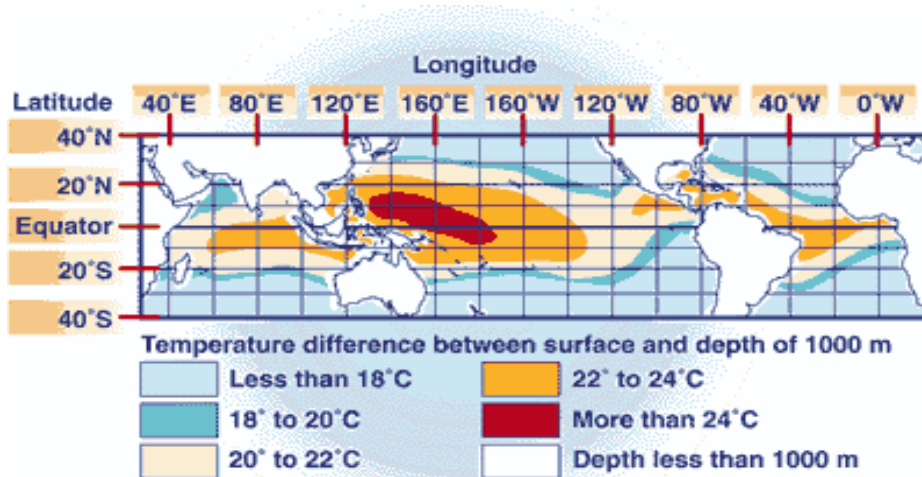 Longitude
Latitude 40°E 80°E 120°E 160°E 160°W 120°W 80°W 40°W 0°W
40°N
20°N
Equator
20°S
40°S
Temperature difference between surface and depth of 1000 m
Less than 18°C 22° to 24°C
18° to 20°C More than 24°C
20° to 22°C Depth less than 1000 m